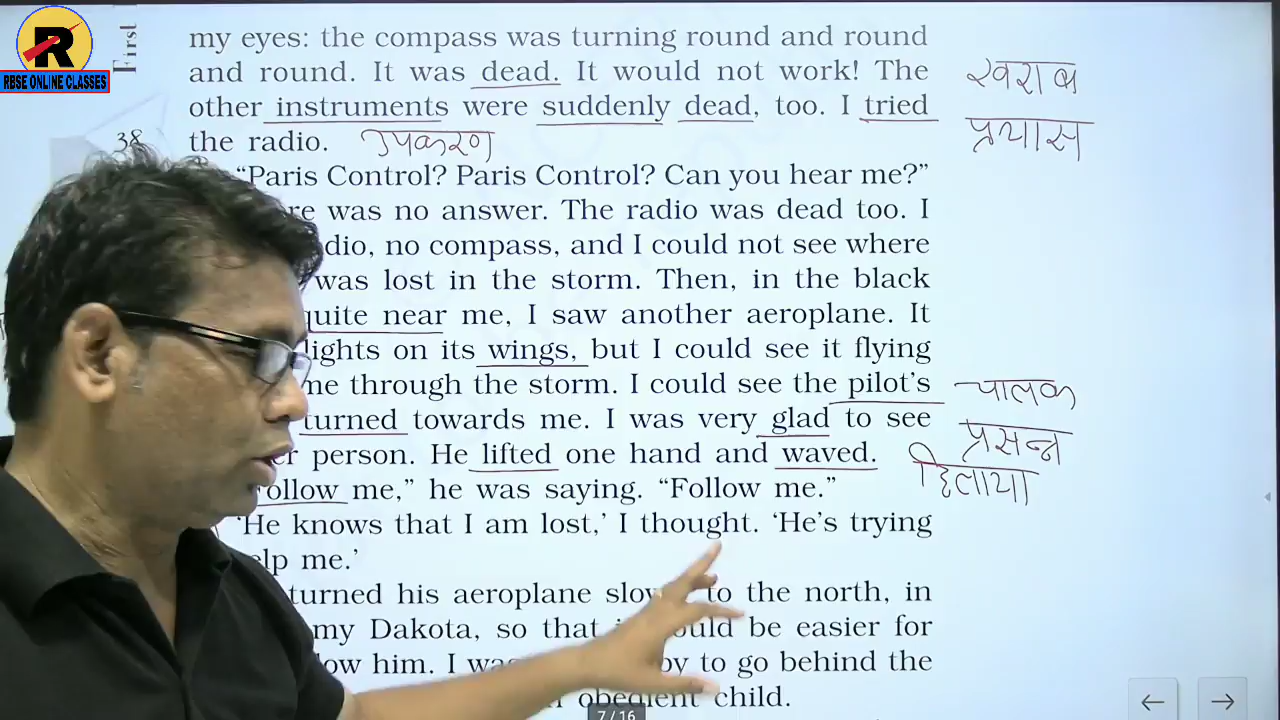 R
RBSE ONLINE CLASSES
First
38
my eyes: the compass was turning round and round
and round. It was dead. It would not work! The
खराब
other instruments were suddenly dead, too. I tried
प्रयास
the radio. उपकरण
“Paris Control? Paris Control? Can you hear me?”
was no answer. The radio was dead too. I
no compass, and I could not see where
was lost in the storm. Then, in the black
quite near me, I saw another aeroplane. It
lights on its wings, but I could see it flying
me through the storm. I could see the pilot’s
चालक
turned towards me. I was very glad to see
प्रसन्न
person. He lifted one hand and waved.
हिलाया
Follow me,” he was saying. “Follow me.”
‘He knows that I am lost,’ I thought. ‘He’s trying
me.’
turned his aeroplane to the north, in
my Dakota, so that be easier for
him. I to go behind the
obedient child.
7/16